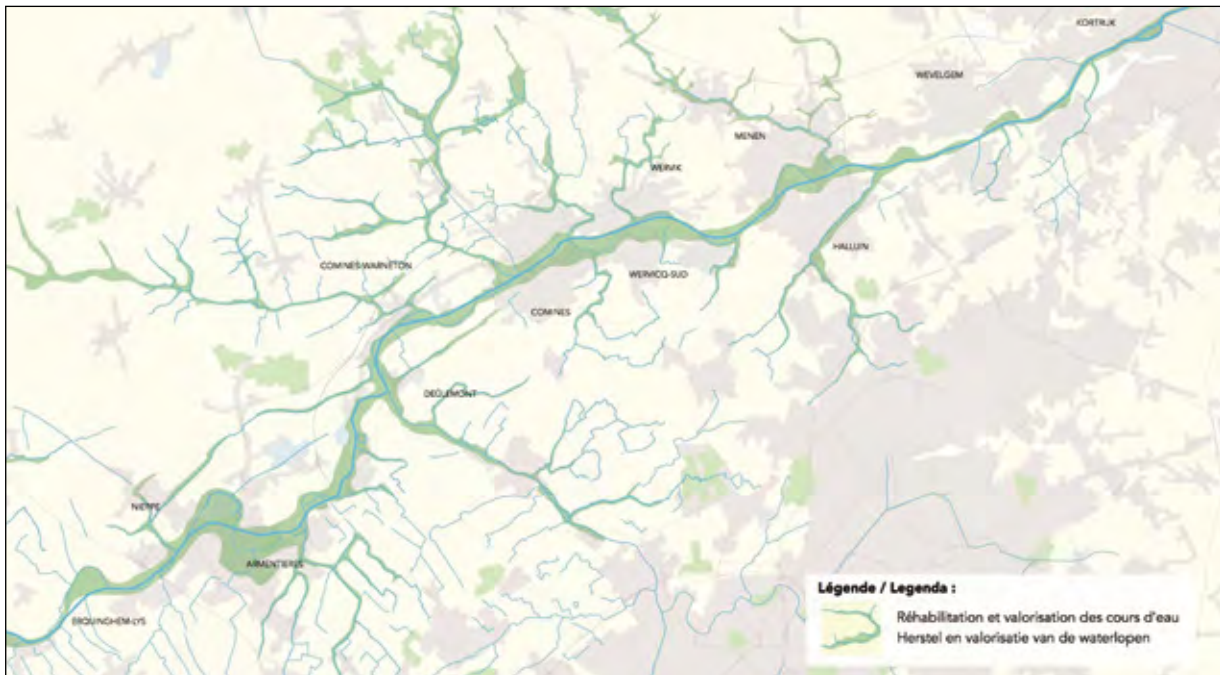 KORTRIJK
WEVELGEM
MENEN
WERVIK
HALLUIN
COMINES-WARNETON
WERVICQ-SUD
COMINES
DEÛLEMONT
NIEPPE
ARMENTIÈRES
ERQUINGHEM-LYS
Légende / Legenda :
Réhabilitation et valorisation des cours d'eau
Herstel en valorisatie van de waterlopen